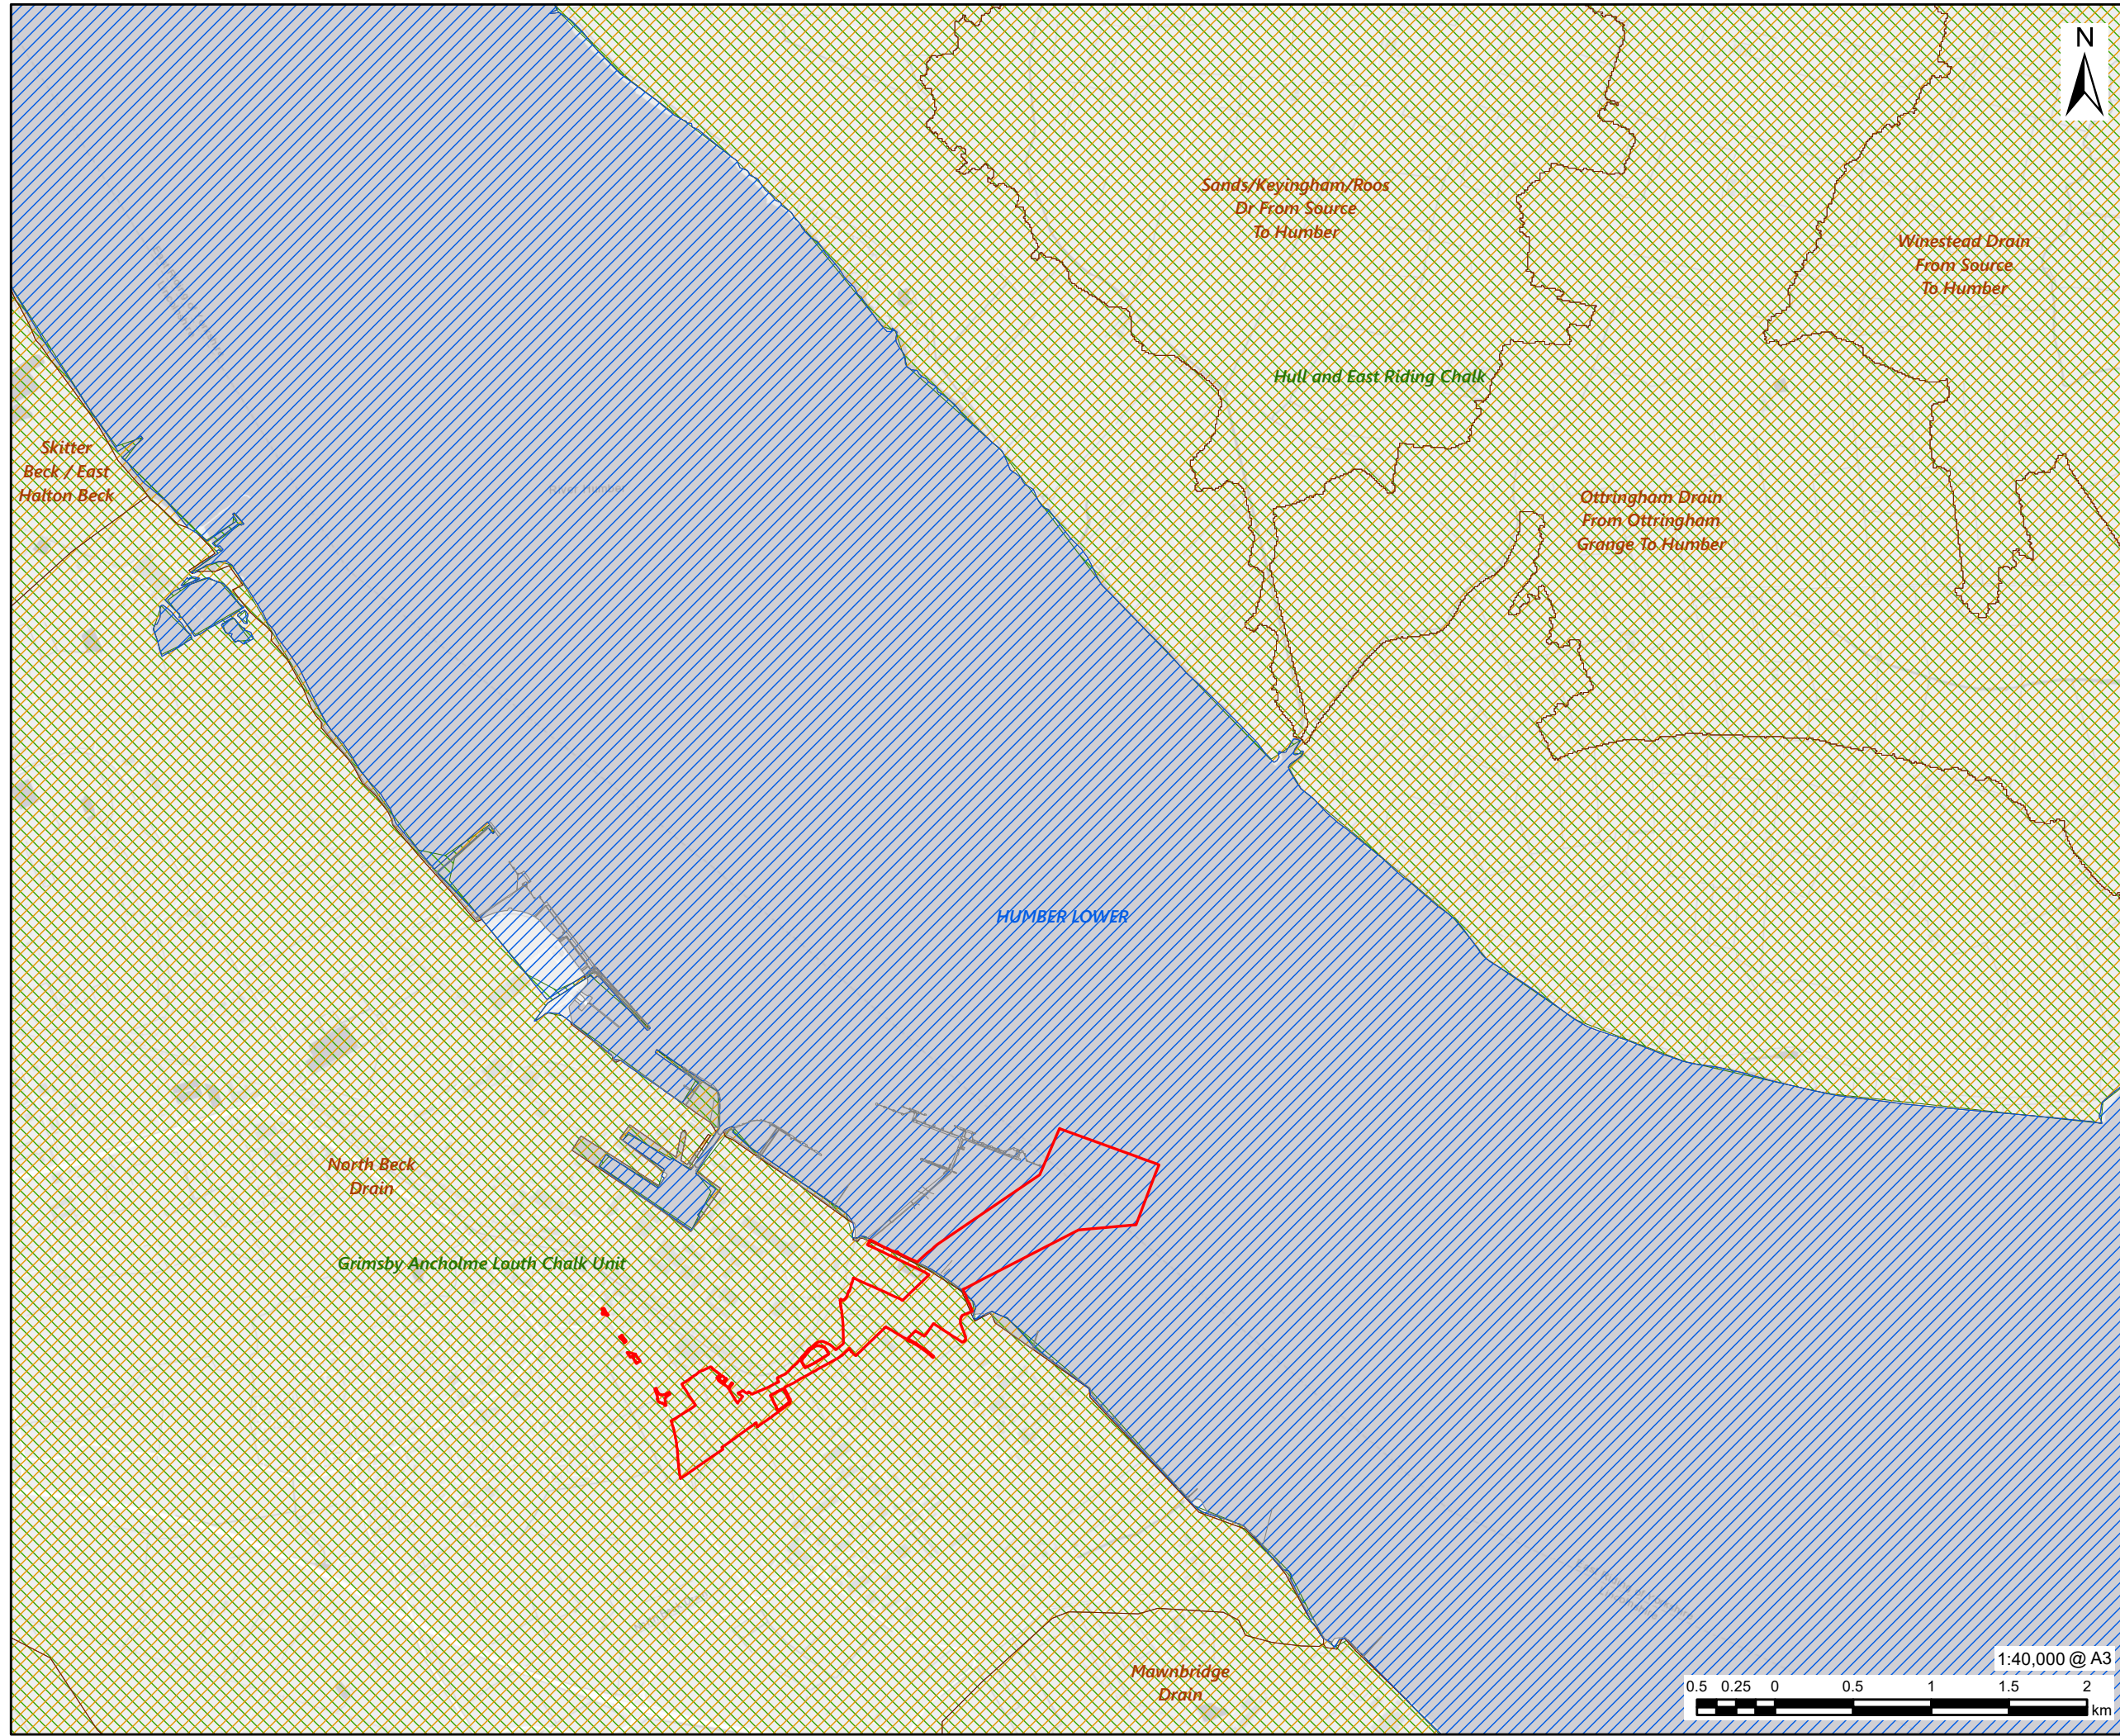 N
Sands/Keyingham/Roos
Dr From Source
To Humber
Winestead Drain
From Source
To Humber
Hull and East Riding Chalk
Skitter
Beck / East
Halton Beck
River Humber
Ottringham Drain
From Ottringham
Grange To Humber
HUMBER LOWER
North Beck
Drain
Grimsby Ancholme Louth Chalk Unit
Mawnbridge
Drain
1:40,000 @ A3
0.5 0.25 0 0.5 1 1.5 2
km